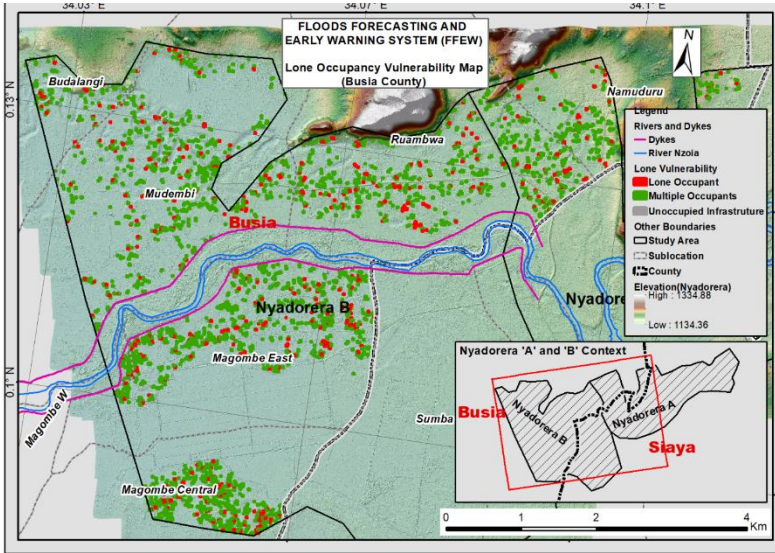 34.03° E
34.07° E
34.1° E
FLOODS FORECASTING AND
EARLY WARNING SYSTEM (FFEW)
Lone Occupancy Vulnerability Map
(Busia County)
N
0.13° N
0.1° N
Budalangi
Namuduru
Ruambwa
Mudembi
Busia
Nyadorera B
Magombe East
Magombe W
Magombe Central
Sumba
Nyadore
Legend
Rivers and Dykes
Dykes
River Nzoia
Lone Vulnerability
Lone Occupant
Multiple Occupants
Unoccupied Infrastruture
Other Boundaries
Study Area
Sublocation
County
Elevation(Nyadorera)
High : 1334.88
Low : 1134.36
Nyadorera 'A' and 'B' Context
Busia
Nyadorera B
Nyadorera A
Siaya
0 1 2 4
Km